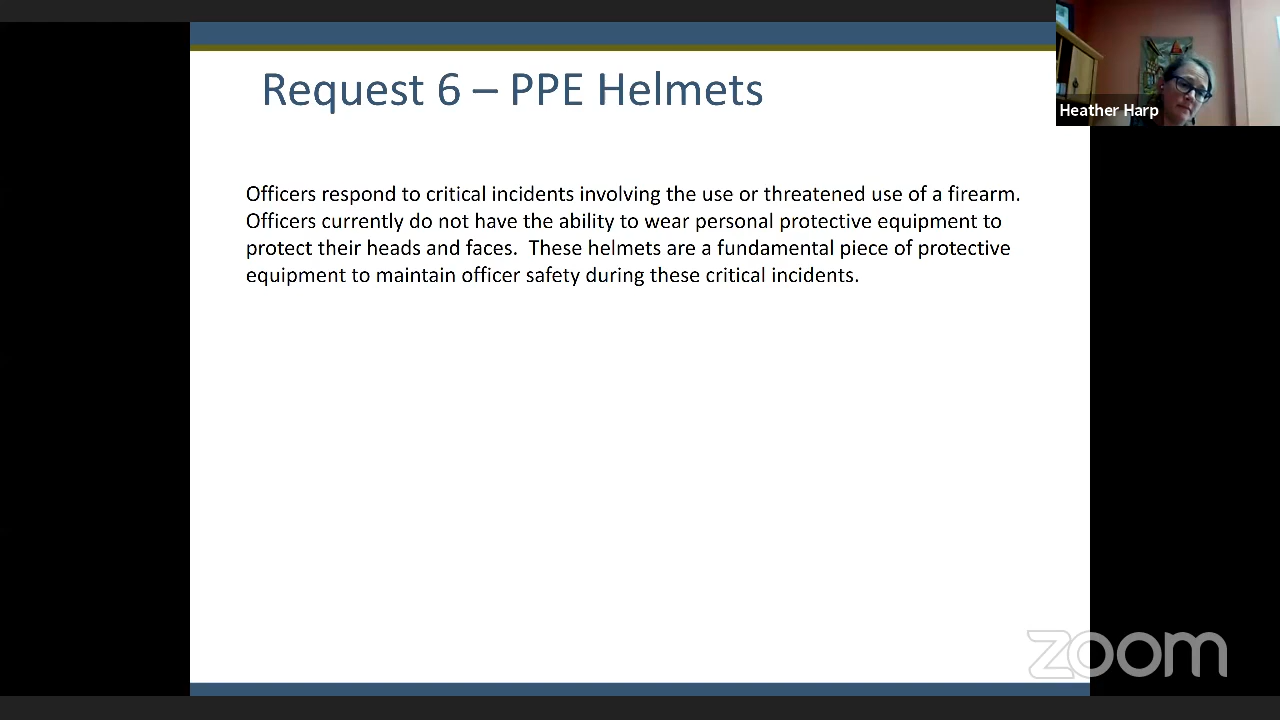 Request 6 – PPE Helmets
Heather Harp
Officers respond to critical incidents involving the use or threatened use of a firearm.
Officers currently do not have the ability to wear personal protective equipment to
protect their heads and faces.  These helmets are a fundamental piece of protective
equipment to maintain officer safety during these critical incidents.
zoom